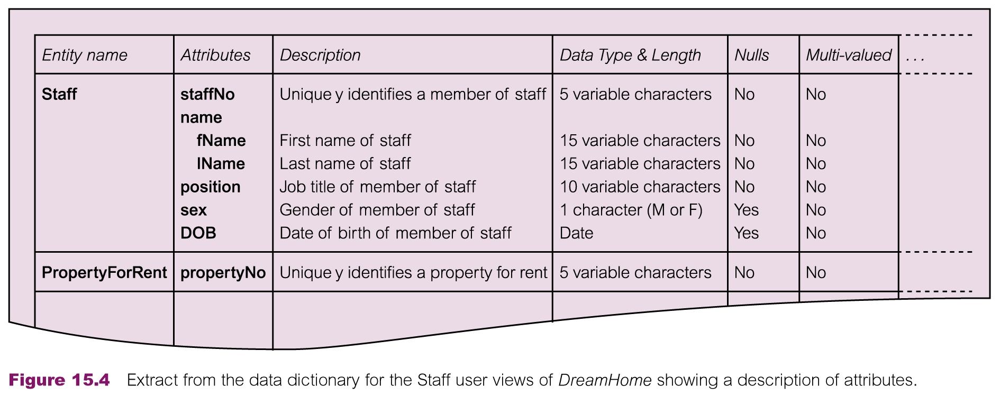 Entity name Attributes Description Data Type & Length Nulls Multi-valued ...
Staff staffNo Unique y identifies a member of staff 5 variable characters No No
name
fName First name of staff 15 variable characters No No
lName Last name of staff 15 variable characters No No
position Job title of member of staff 10 variable characters No No
sex Gender of member of staff 1 character (M or F) Yes No
DOB Date of birth of member of staff Date Yes No
PropertyForRent propertyNo Unique y identifies a property for rent 5 variable characters No No
Figure 15.4 Extract from the data dictionary for the Staff user views of DreamHome showing a description of attributes.